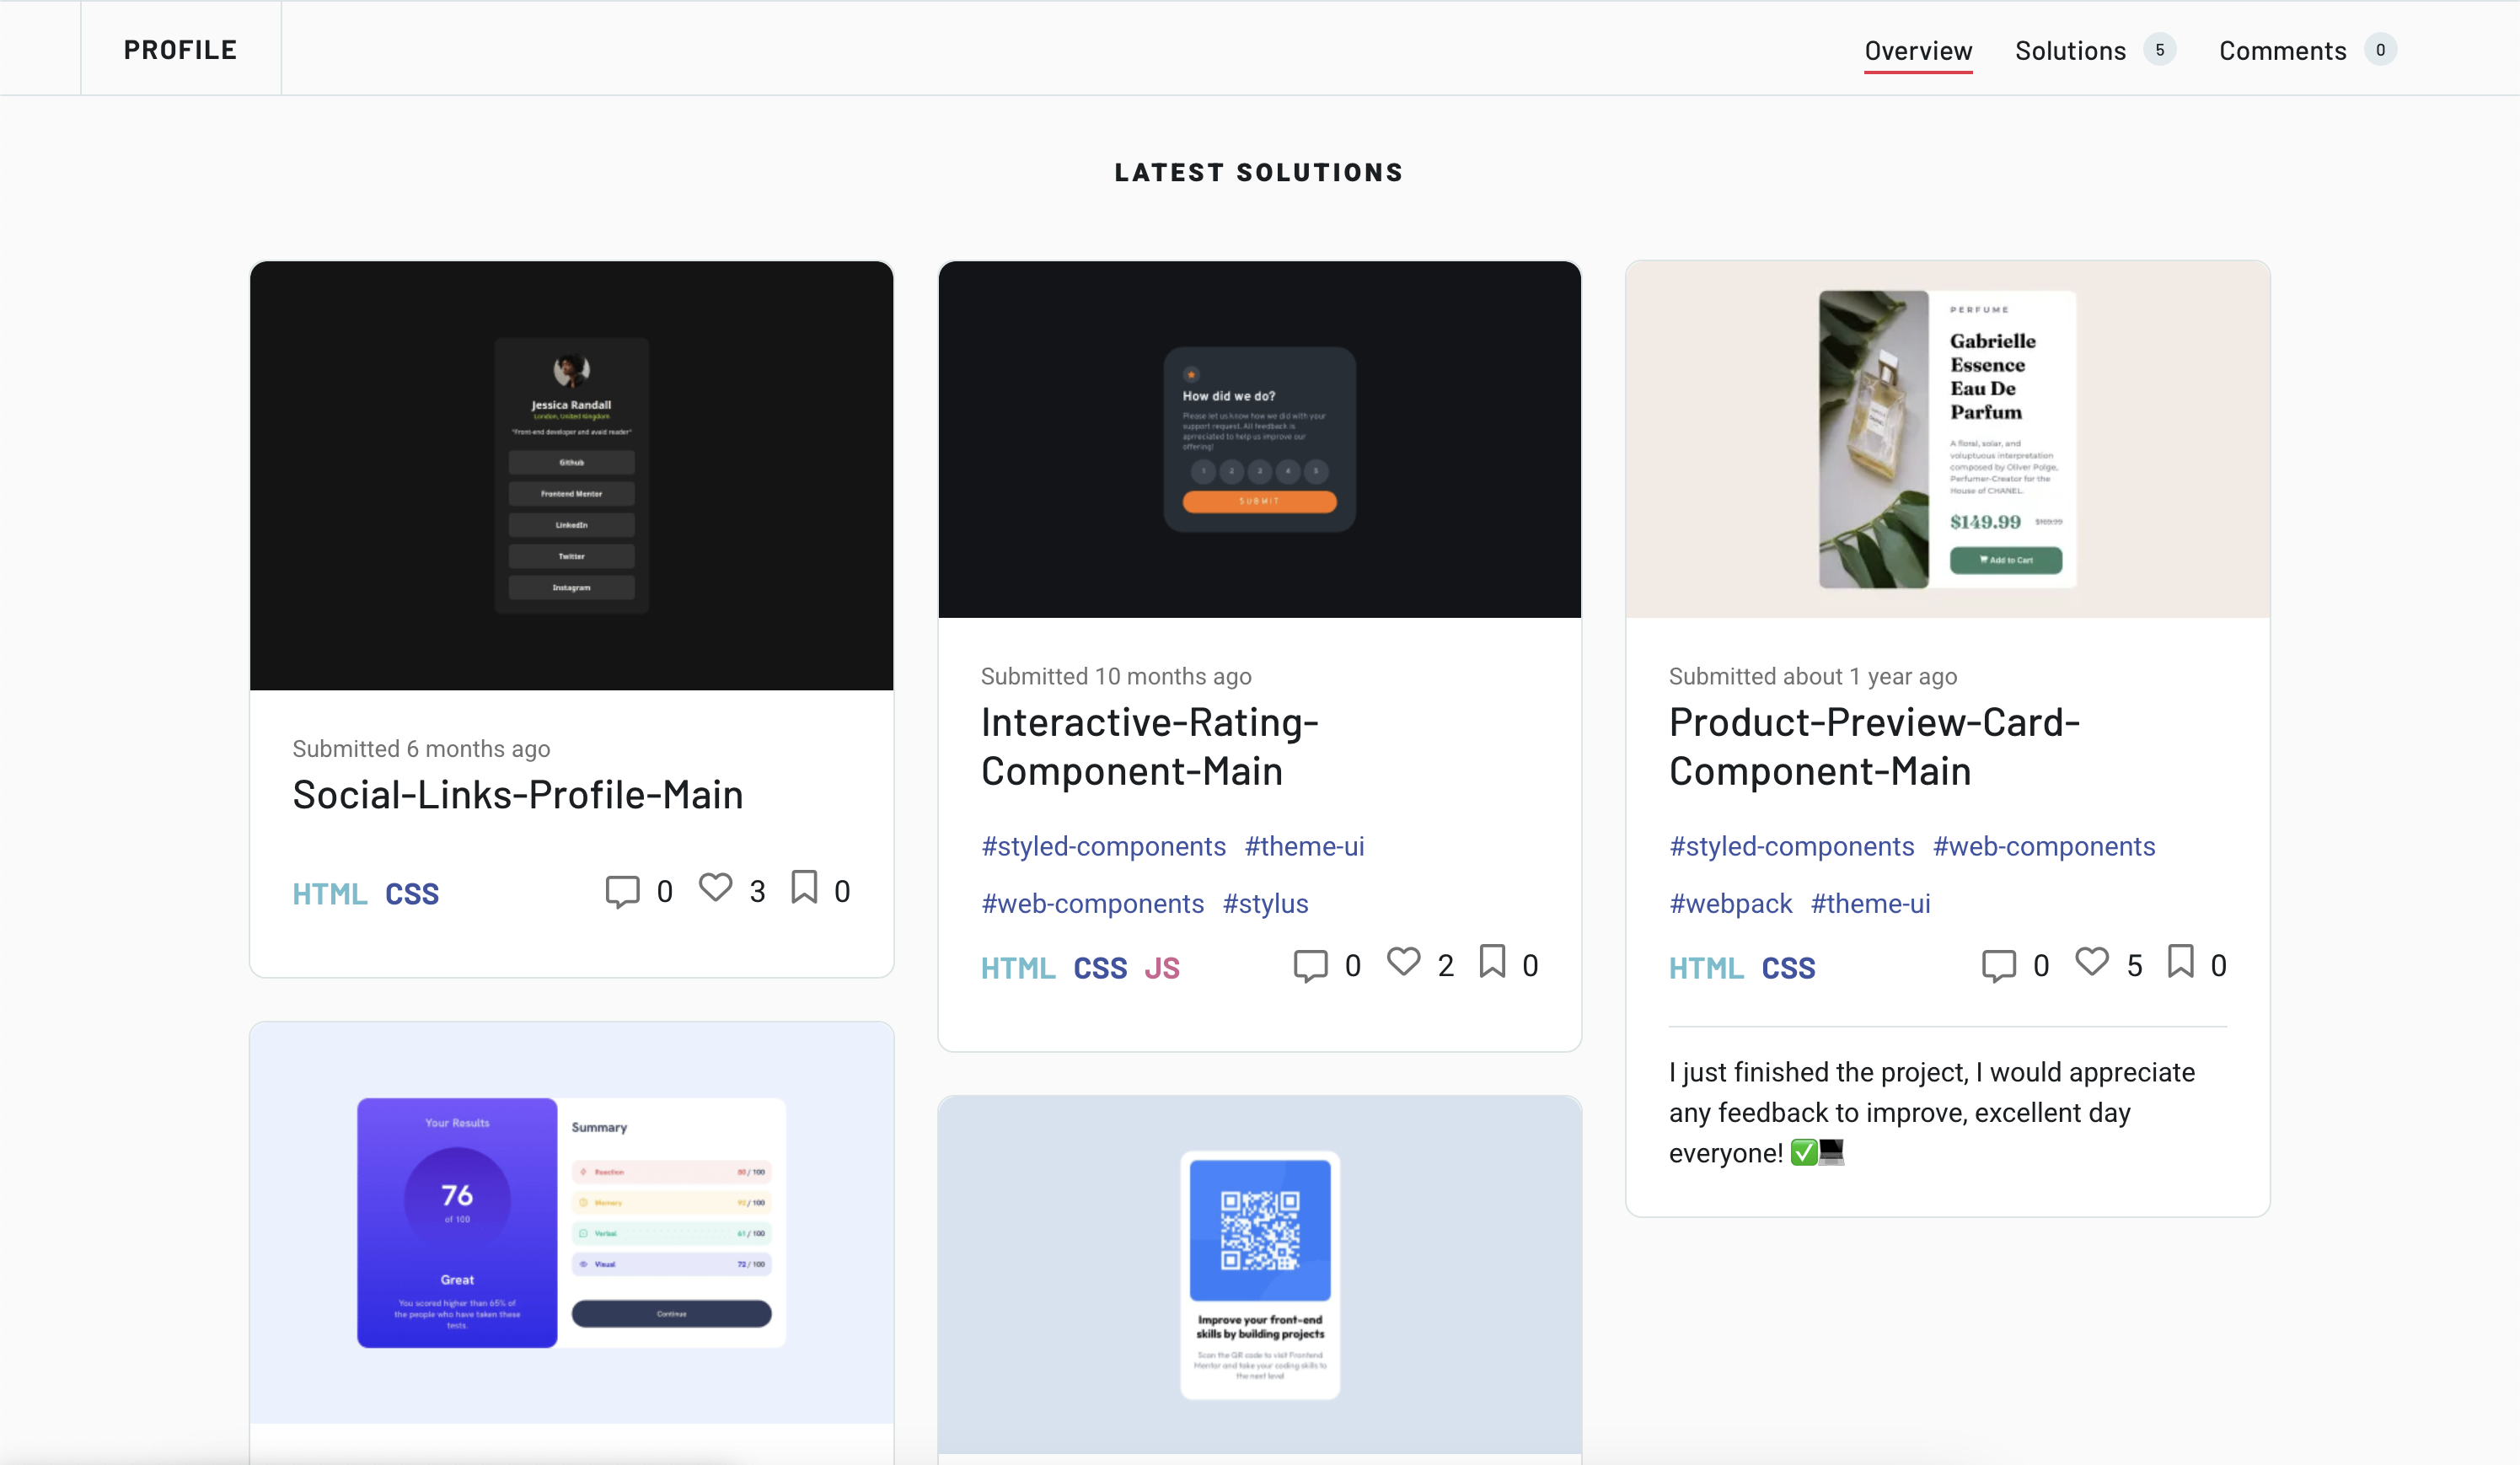 PROFILE
Overview
Solutions 5
Comments 0
LATEST SOLUTIONS
Jessica Randall
London, United Kingdom
"Front-end developer and avaid reader"
Github
Frontend Mentor
LinkedIn
Twitter
Instagram
Submitted 6 months ago
Social-Links-Profile-Main
HTML CSS
0 3 0
How did we do?
Please let us know how we did with your
support request. All feedback is
aprreciated to help us improve our
offering!
1 2 3 4 5
SUBMIT
Submitted 10 months ago
Interactive-Rating-
Component-Main
#styled-components #theme-ui
#web-components #stylus
HTML CSS JS
0 2 0
PERFUME
Gabrielle
Essence
Eau De
Parfum
A floral, solar, and
voluptuous interpretation
composed by Oliver Polge,
Perfumer-Creator for the
House of CHANEL.
$149.99 $169.99
Add to Cart
Submitted about 1 year ago
Product-Preview-Card-
Component-Main
#styled-components #web-components
#webpack #theme-ui
HTML CSS
0 5 0
I just finished the project, I would appreciate
any feedback to improve, excellent day
everyone! ✅💻
Your Results
76
of 100
Great
You scored higher than 65% of
the people who have taken these
tests.
Summary
Reaction 80 / 100
Memory 92 / 100
Verbal 61 / 100
Visual 72 / 100
Continue
Improve your front-end
skills by building projects
Scan the QR code to visit Frontend
Mentor and take your coding skills to
the next level